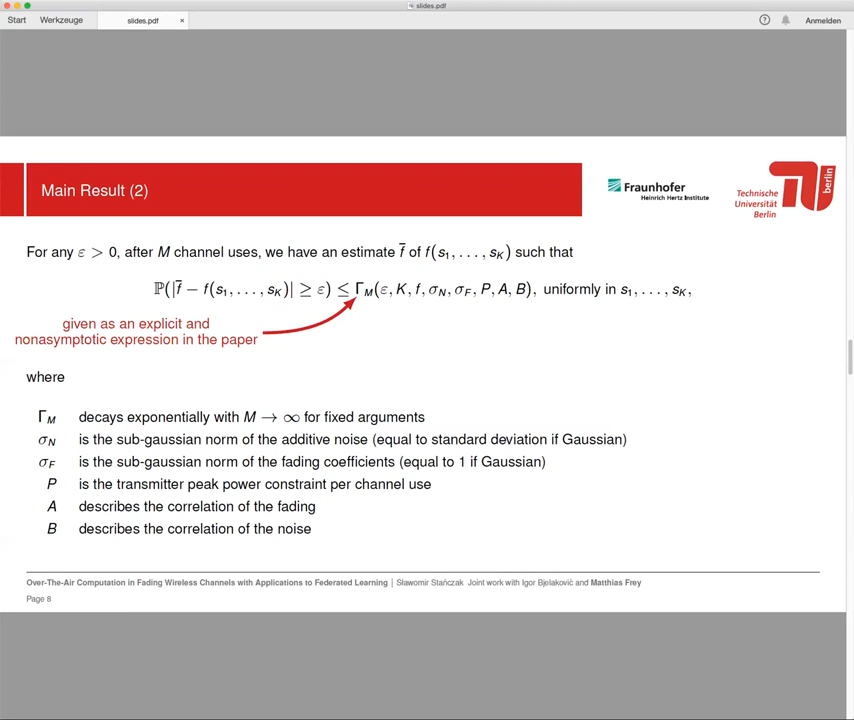 slides.pdf
Start Werkzeuge slides.pdf × ? Anmelden
Main Result (2)
Fraunhofer
Heinrich Hertz Institute
Technische
Universität
Berlin
berlin
For any ε > 0, after M channel uses, we have an estimate f̄ of f(s₁, . . . , s_K) such that
ℙ(|f̄ − f(s₁, . . . , s_K)| ≥ ε) ≤ Γ_M(ε, K, f, σ_N, σ_F, P, A, B), uniformly in s₁, . . . , s_K,
given as an explicit and
nonasymptotic expression in the paper
where
Γ_M decays exponentially with M → ∞ for fixed arguments
σ_N is the sub-gaussian norm of the additive noise (equal to standard deviation if Gaussian)
σ_F is the sub-gaussian norm of the fading coefficients (equal to 1 if Gaussian)
P is the transmitter peak power constraint per channel use
A describes the correlation of the fading
B describes the correlation of the noise
Over-The-Air Computation in Fading Wireless Channels with Applications to Federated Learning | Sławomir Stańczak Joint work with Igor Bjelaković and Matthias Frey
Page 8